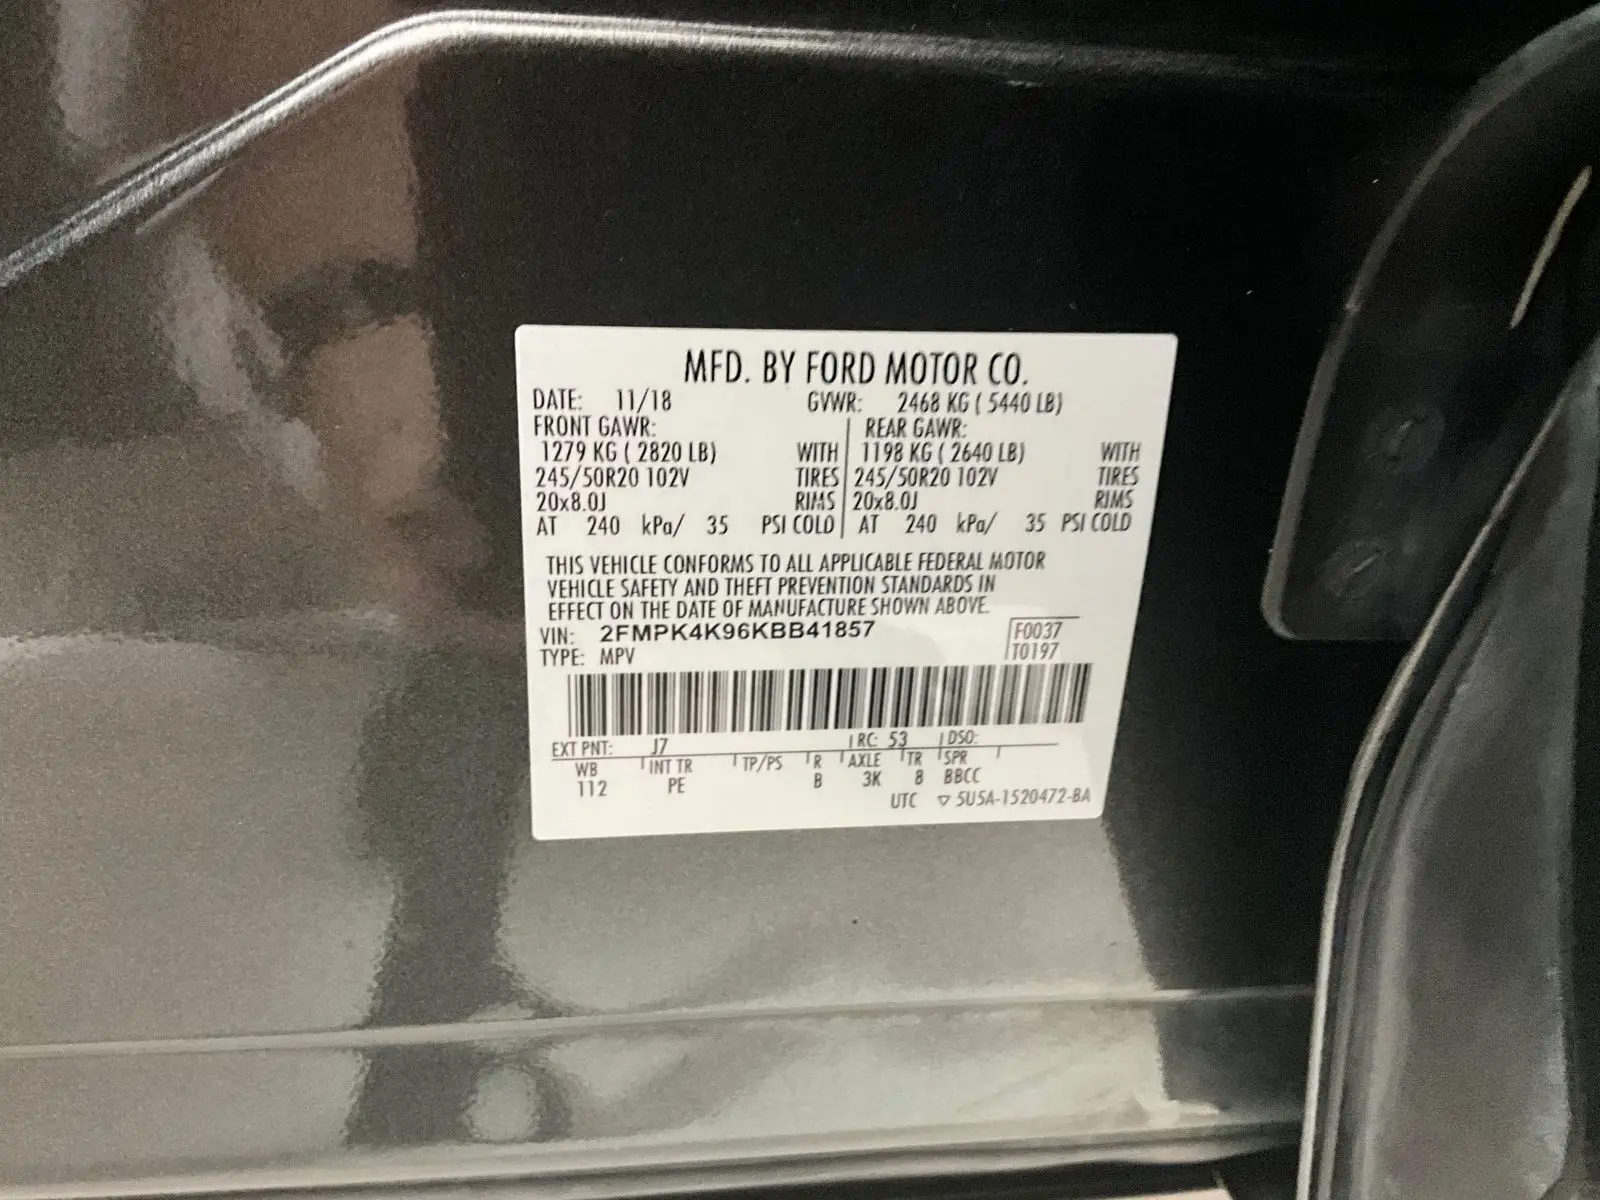 MFD. BY FORD MOTOR CO.
DATE: 11/18 GVWR: 2468 KG ( 5440 LB)
FRONT GAWR: REAR GAWR:
1279 KG ( 2820 LB) WITH 1198 KG ( 2640 LB) WITH
245/50R20 102V TIRES 245/50R20 102V TIRES
20x8.0J RIMS 20x8.0J RIMS
AT 240 kPa/ 35 PSI COLD AT 240 kPa/ 35 PSI COLD
THIS VEHICLE CONFORMS TO ALL APPLICABLE FEDERAL MOTOR
VEHICLE SAFETY AND THEFT PREVENTION STANDARDS IN
EFFECT ON THE DATE OF MANUFACTURE SHOWN ABOVE.
VIN: 2FMPK4K96KBB41857 F0037
TYPE: MPV T0197
EXT PNT: J7 RC: 53 DSO:
WB INT TR TP/PS R AXLE TR SPR
112 PE B 3K 8 BBCC
UTC ▽ 5U5A-1520472-BA